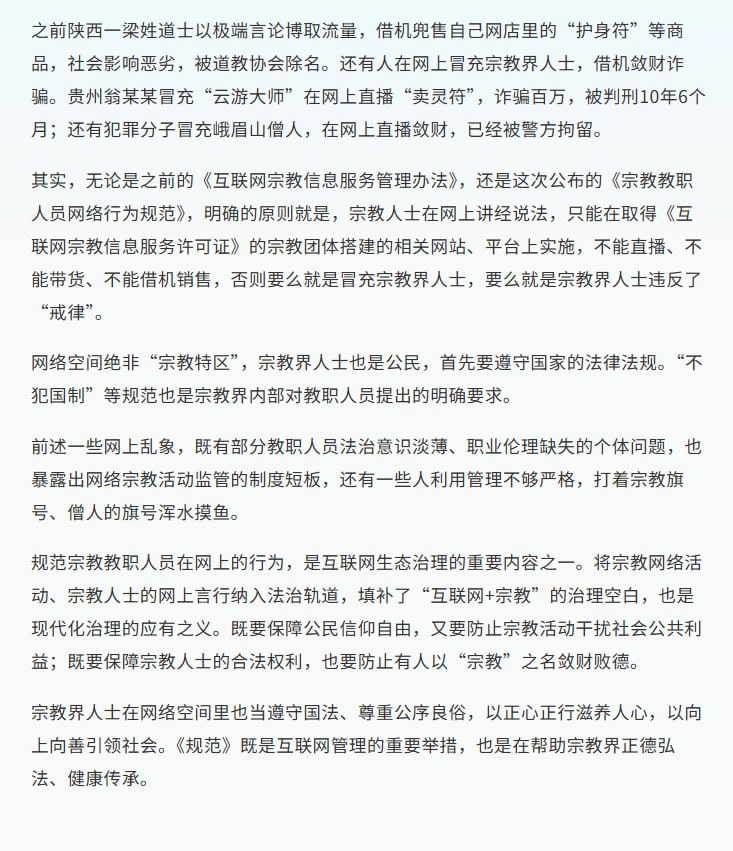 之前陕西一梁姓道士以极端言论博取流量，借机兜售自己网店里的“护身符”等商
品，社会影响恶劣，被道教协会除名。还有人在网上冒充宗教界人士，借机敛财诈
骗。贵州翁某某冒充“云游大师”在网上直播“卖灵符”，诈骗百万，被判刑10年6个
月；还有犯罪分子冒充峨眉山僧人，在网上直播敛财，已经被警方拘留。
其实，无论是之前的《互联网宗教信息服务管理办法》，还是这次公布的《宗教教职
人员网络行为规范》，明确的原则就是，宗教人士在网上讲经说法，只能在取得《互
联网宗教信息服务许可证》的宗教团体搭建的相关网站、平台上实施，不能直播、不
能带货、不能借机销售，否则要么就是冒充宗教界人士，要么就是宗教界人士违反了
“戒律”。
网络空间绝非“宗教特区”，宗教界人士也是公民，首先要遵守国家的法律法规。“不
犯国制”等规范也是宗教界内部对教职人员提出的明确要求。
前述一些网上乱象，既有部分教职人员法治意识淡薄、职业伦理缺失的个体问题，也
暴露出网络宗教活动监管的制度短板，还有一些人利用管理不够严格，打着宗教旗
号、僧人的旗号浑水摸鱼。
规范宗教教职人员在网上的行为，是互联网生态治理的重要内容之一。将宗教网络活
动、宗教人士的网上言行纳入法治轨道，填补了“互联网+宗教”的治理空白，也是
现代化治理的应有之义。既要保障公民信仰自由，又要防止宗教活动干扰社会公共利
益；既要保障宗教人士的合法权利，也要防止有人以“宗教”之名敛财败德。
宗教界人士在网络空间里也当遵守国法、尊重公序良俗，以正心正行滋养人心，以向
上向善引领社会。《规范》既是互联网管理的重要举措，也是在帮助宗教界正德弘
法、健康传承。